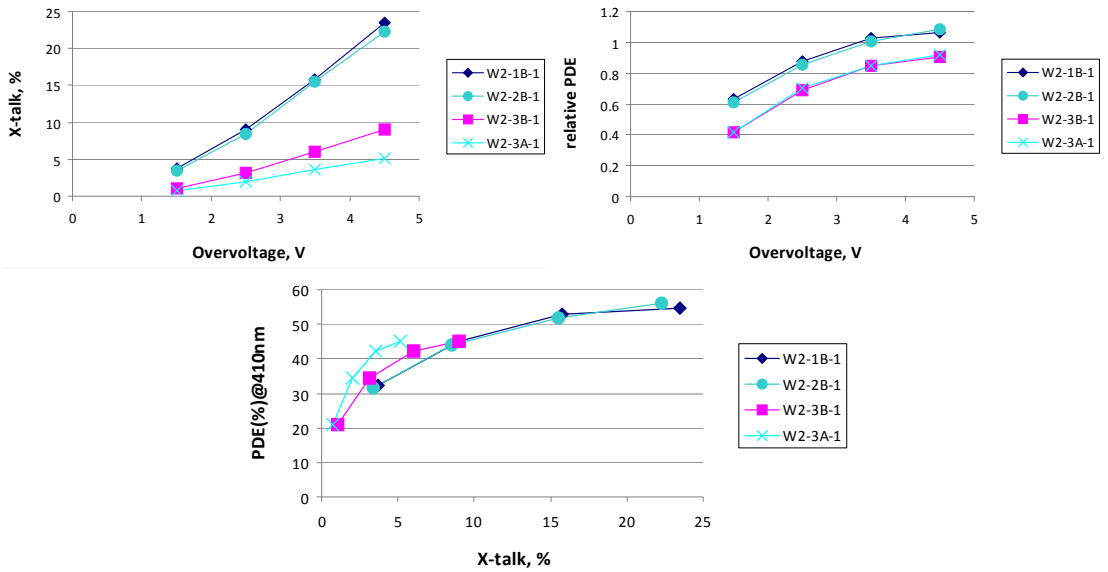 X-talk, %
25
20
15
10
5
0
0 1 2 3 4 5
Overvoltage, V
W2-1B-1
W2-2B-1
W2-3B-1
W2-3A-1
relative PDE
1.2
1
0.8
0.6
0.4
0.2
0
0 1 2 3 4 5
Overvoltage, V
W2-1B-1
W2-2B-1
W2-3B-1
W2-3A-1
PDE(%)@410nm
60
50
40
30
20
10
0
0 5 10 15 20 25
X-talk, %
W2-1B-1
W2-2B-1
W2-3B-1
W2-3A-1